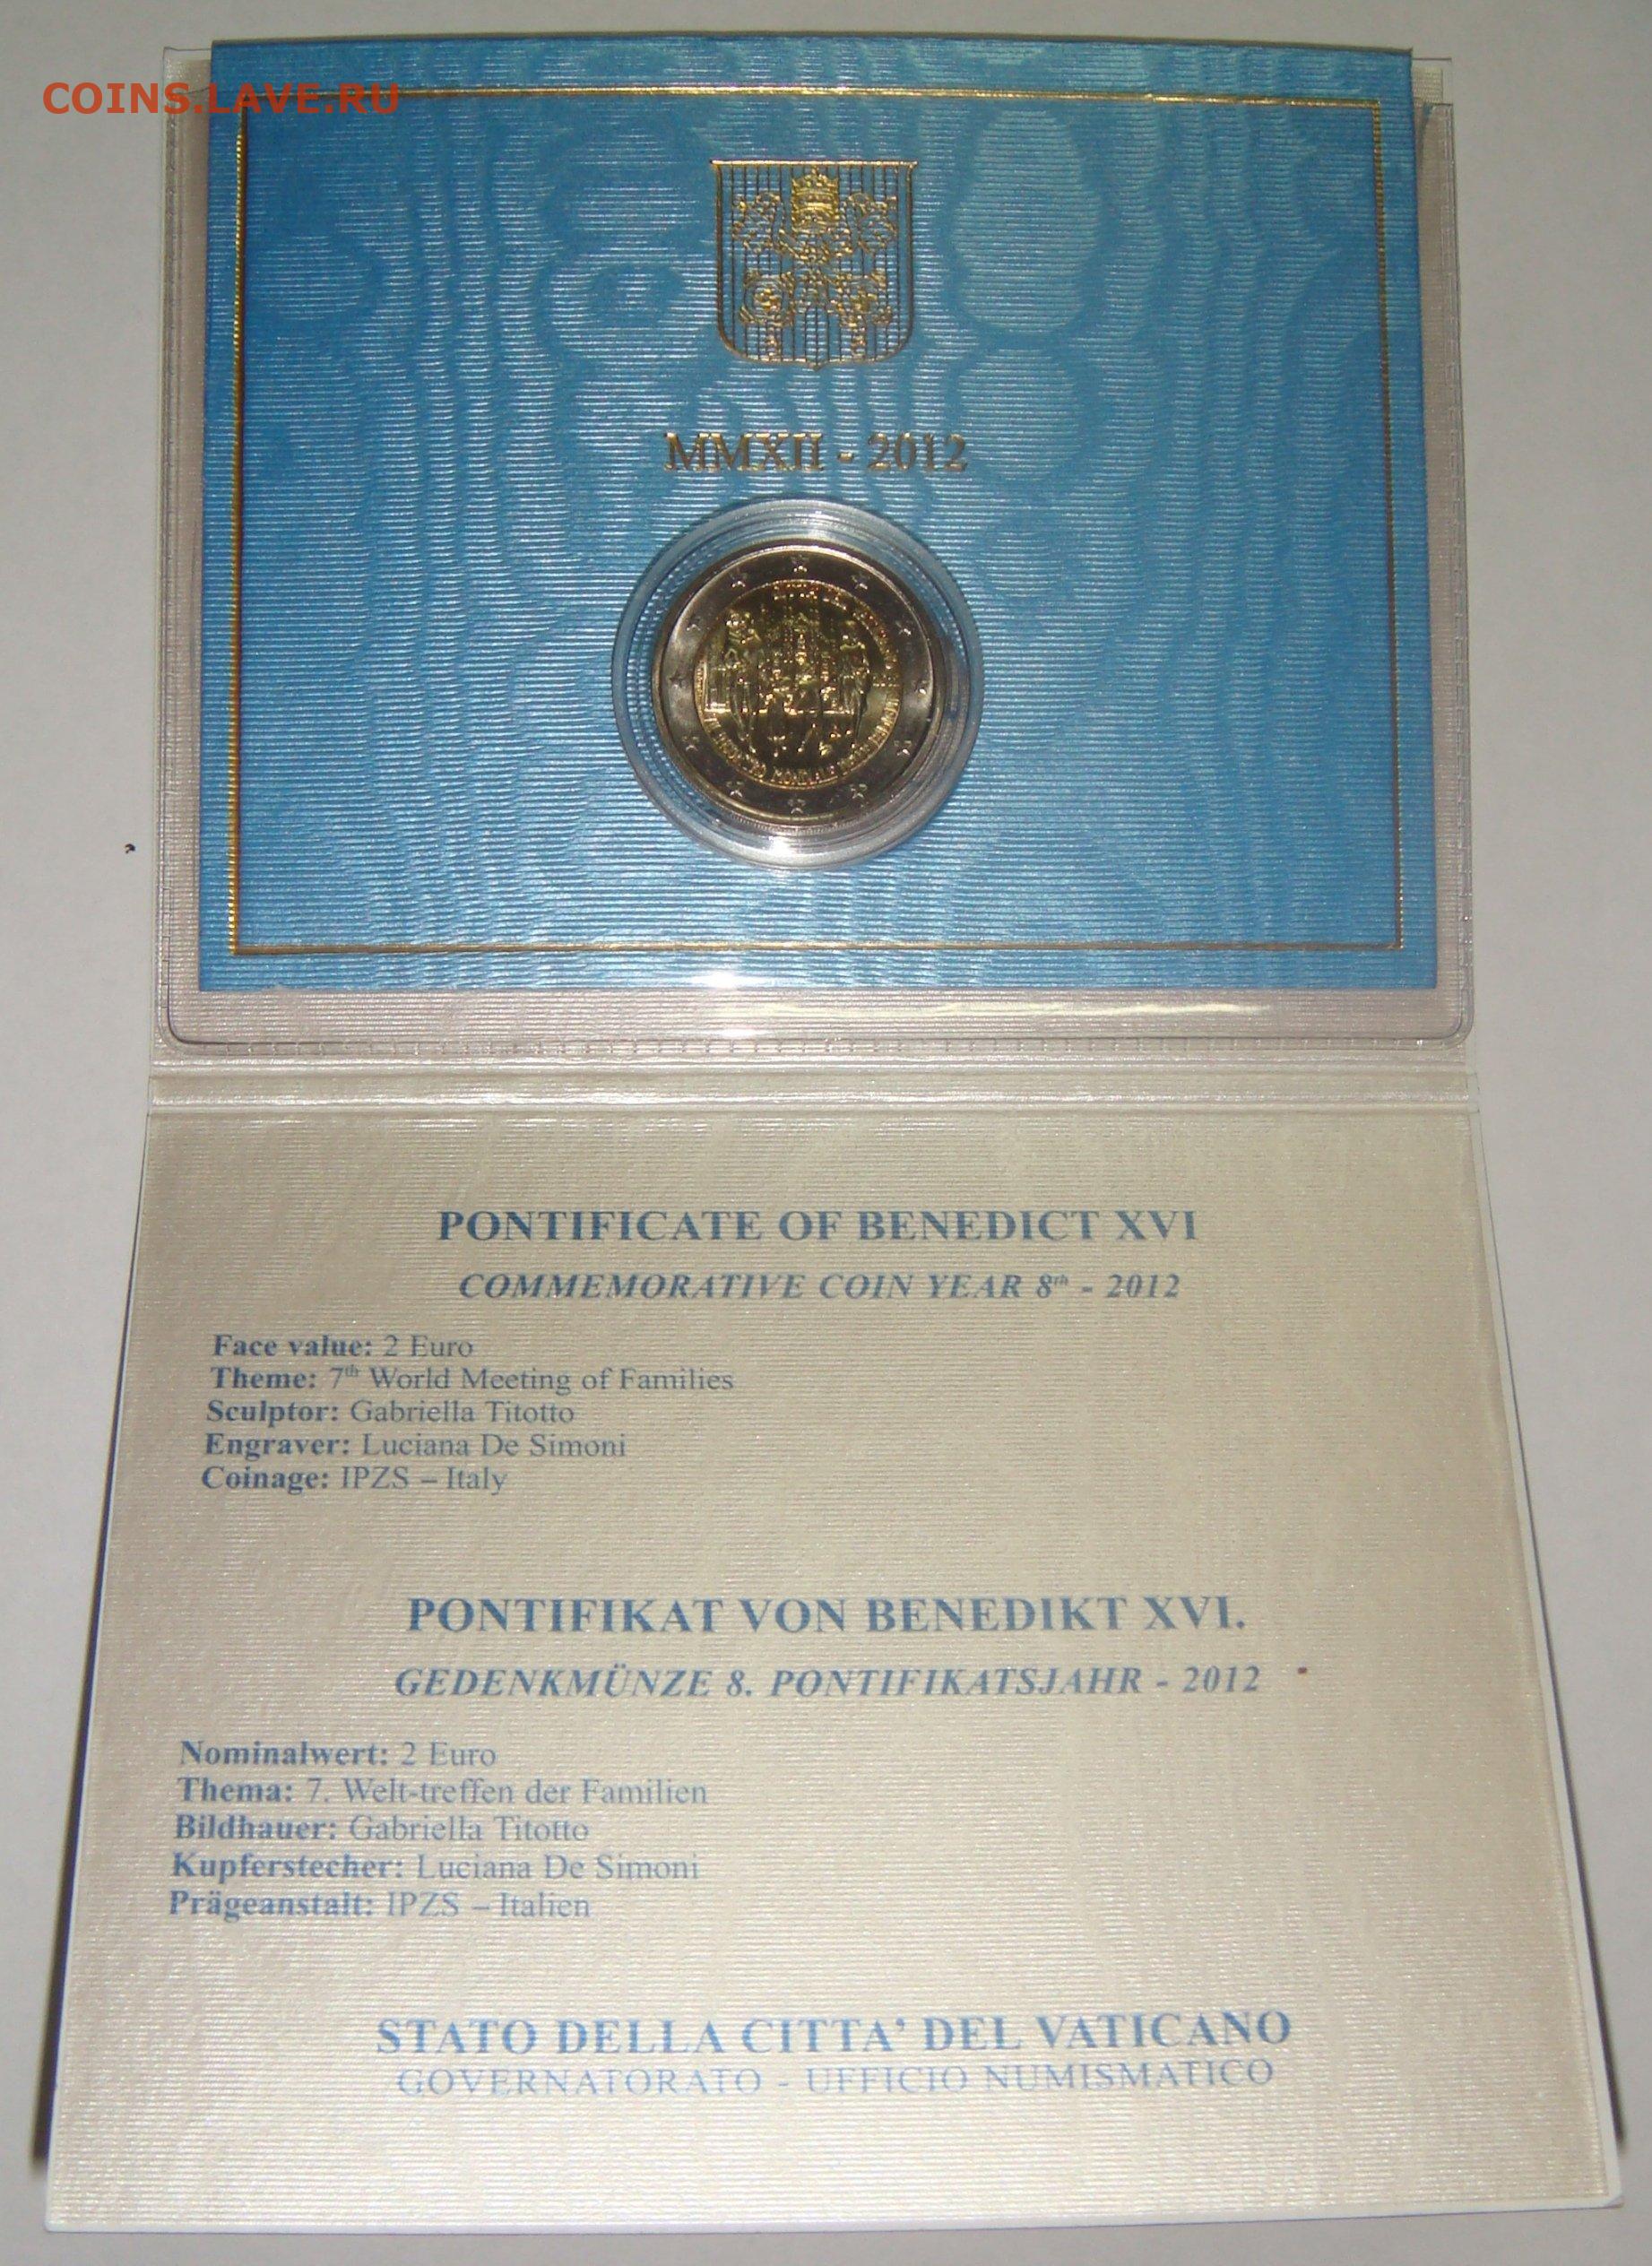 COINS.LAVE.RU
MMXII - 2012
MONDIALE
PONTIFICATE OF BENEDICT XVI
COMMEMORATIVE COIN YEAR 8th - 2012
Face value: 2 Euro
Theme: 7th World Meeting of Families
Sculptor: Gabriella Titotto
Engraver: Luciana De Simoni
Coinage: IPZS – Italy
PONTIFIKAT VON BENEDIKT XVI.
GEDENKMÜNZE 8. PONTIFIKATSJAHR - 2012
Nominalwert: 2 Euro
Thema: 7. Welt-treffen der Familien
Bildhauer: Gabriella Titotto
Kupferstecher: Luciana De Simoni
Prägeanstalt: IPZS – Italien
STATO DELLA CITTA' DEL VATICANO
GOVERNATORATO - UFFICIO NUMISMATICO